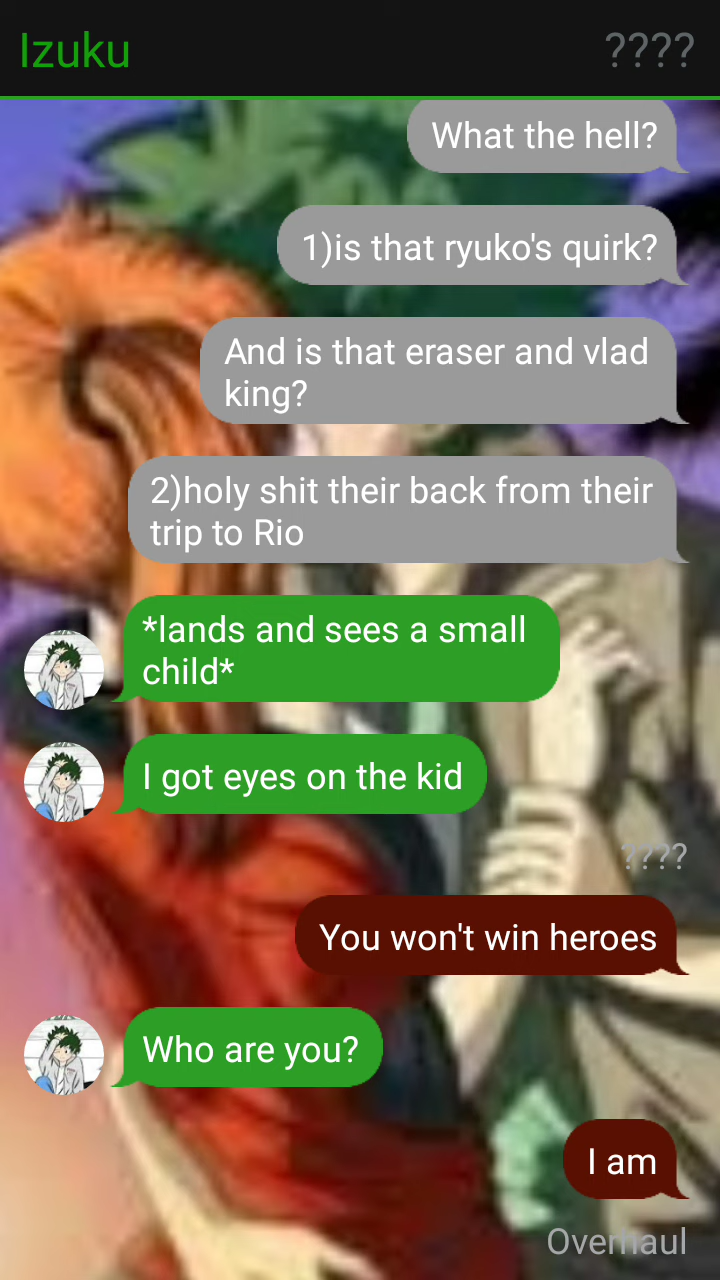 Izuku ????
What the hell?
1)is that ryuko's quirk?
And is that eraser and vlad
king?
2)holy shit their back from their
trip to Rio
*lands and sees a small
child*
I got eyes on the kid
????
You won't win heroes
Who are you?
I am
Overhaul